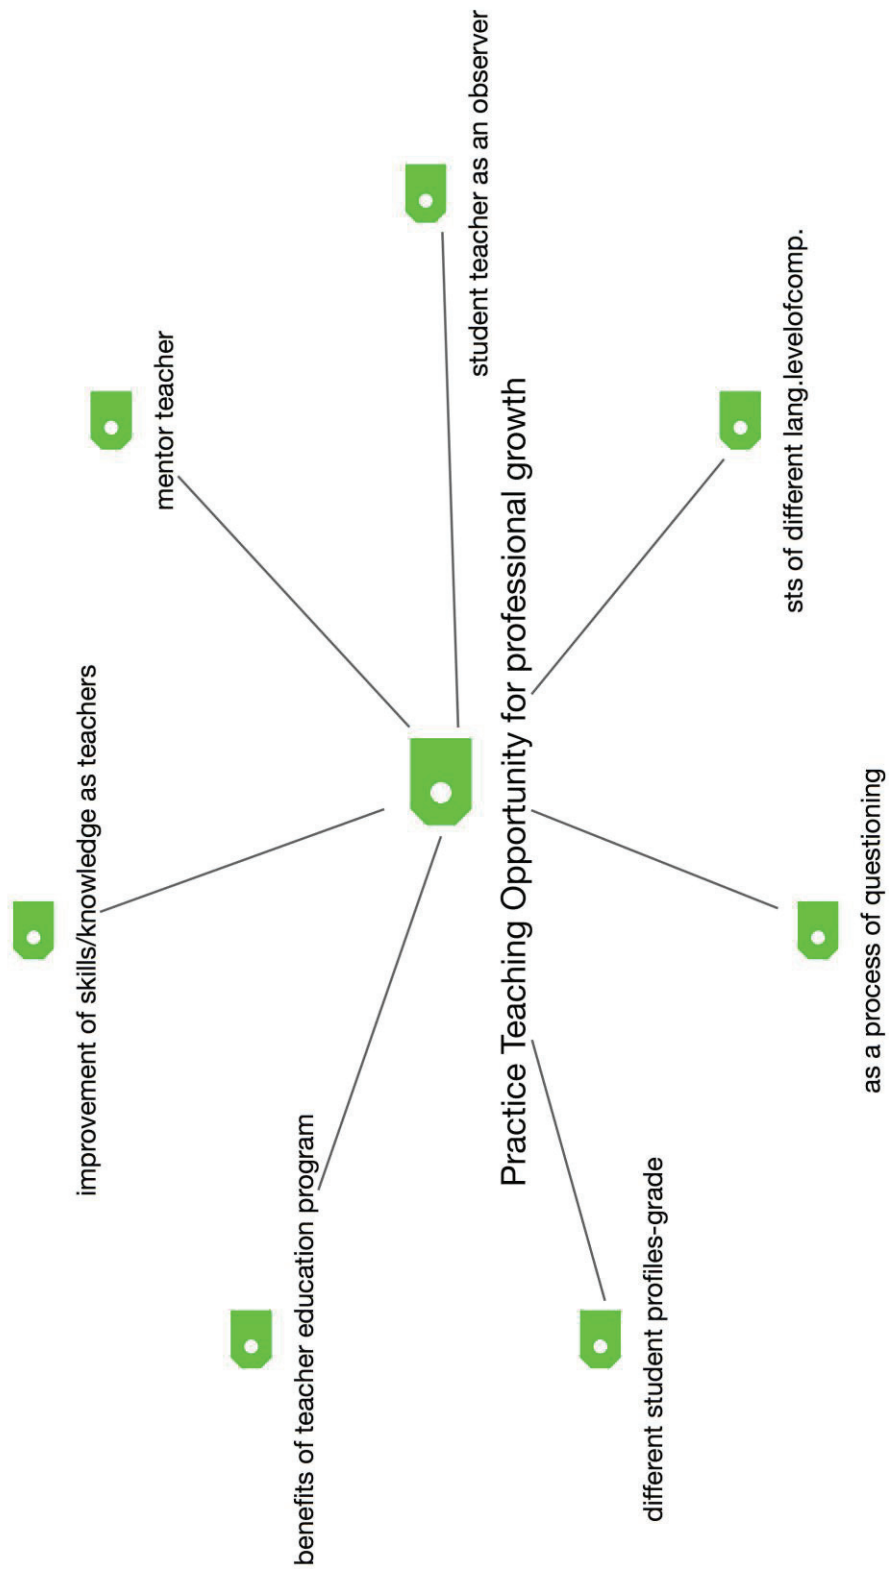 improvement of skills/knowledge as teachers
mentor teacher
benefits of teacher education program
student teacher as an observer
Practice Teaching Opportunity for professional growth
different student profiles-grade
sts of different lang.levelofcomp.
as a process of questioning